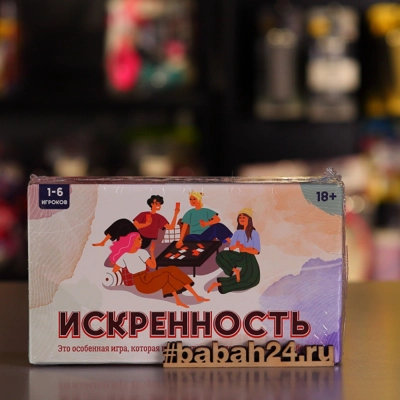 1-6
ИГРОКОВ
18+
ИСКРЕННОСТЬ
Это особенная игра, которая
#babah24.ru